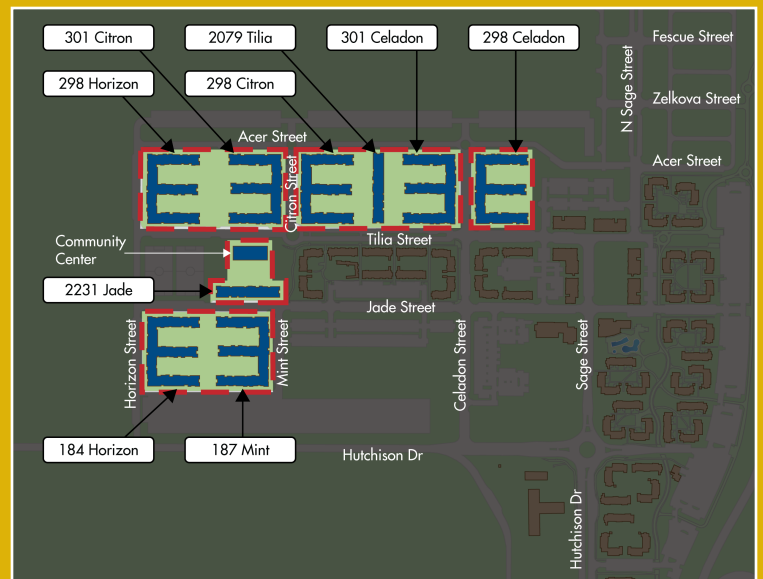 301 Citron
2079 Tilia
301 Celadon
298 Celadon
298 Horizon
298 Citron
Fescue Street
N Sage Street
Zelkova Street
Acer Street
Acer Street
Citron Street
Tilia Street
Community
Center
2231 Jade
Jade Street
Horizon Street
Mint Street
Celadon Street
Sage Street
184 Horizon
187 Mint
Hutchison Dr
Hutchison Dr